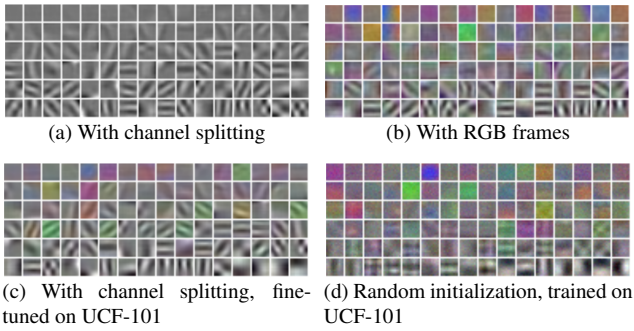 (a) With channel splitting
(b) With RGB frames
(c) With channel splitting, fine-
tuned on UCF-101
(d) Random initialization, trained on
UCF-101